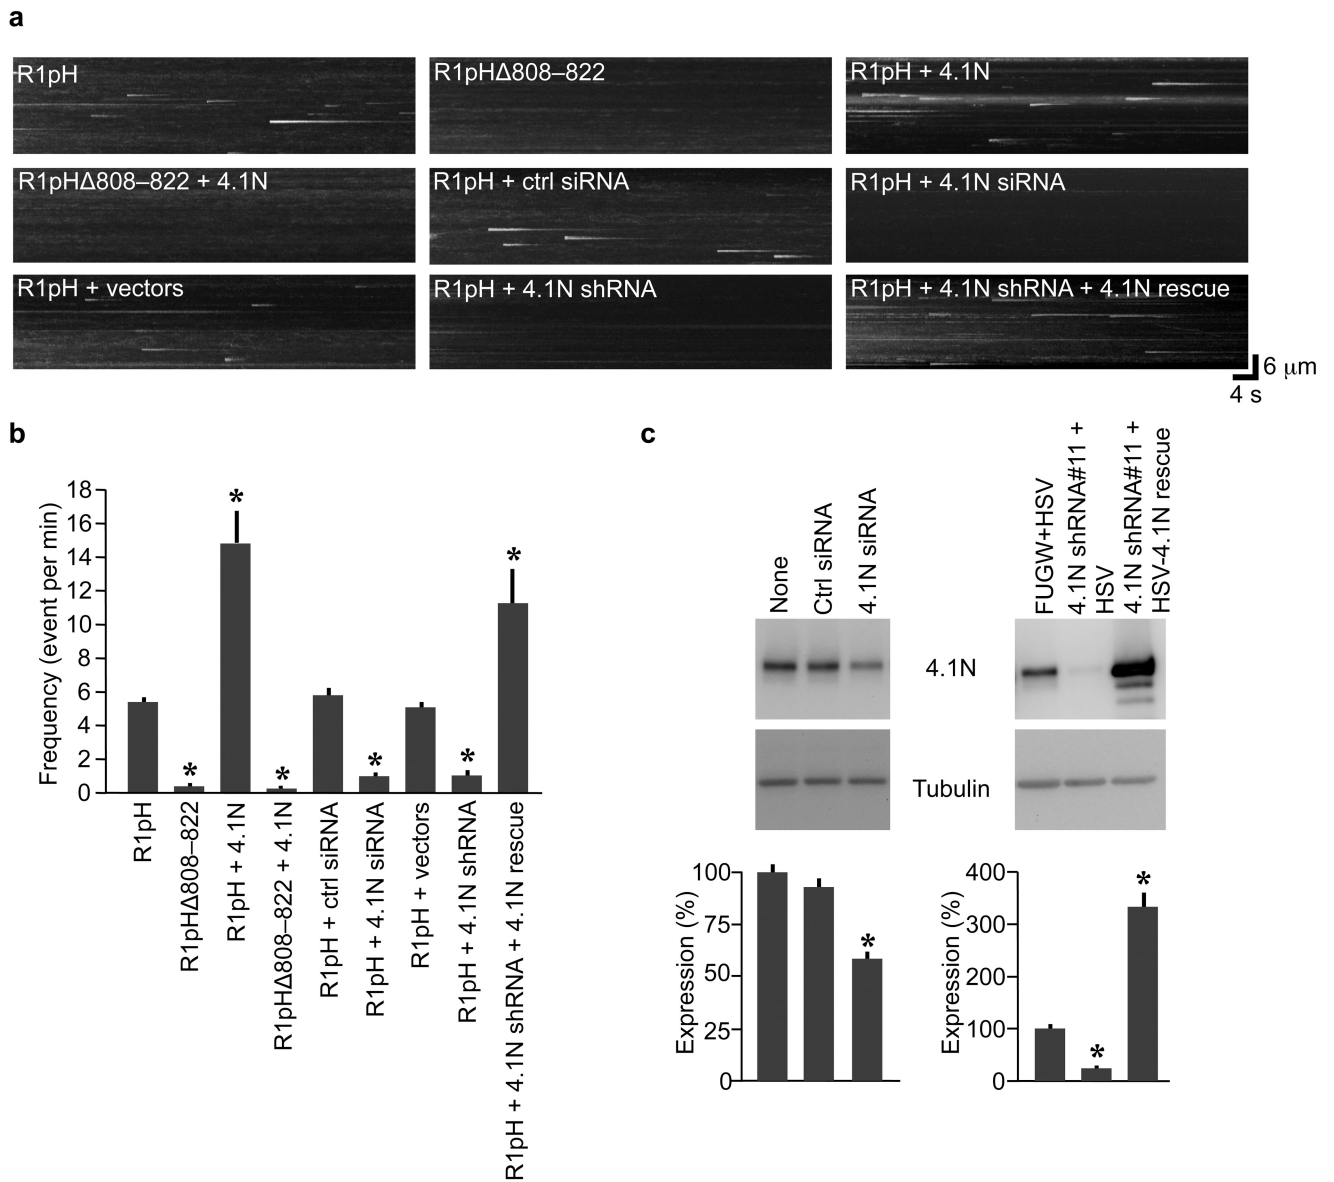 a
R1pH
R1pHΔ808–822
R1pH + 4.1N
R1pHΔ808–822 + 4.1N
R1pH + ctrl siRNA
R1pH + 4.1N siRNA
R1pH + vectors
R1pH + 4.1N shRNA
R1pH + 4.1N shRNA + 4.1N rescue
6 μm
4 s
b
Frequency (event per min)
18
16
14
12
10
8
6
4
2
0
*
*
*
*
*
*
*
R1pH
R1pHΔ808–822
R1pH + 4.1N
R1pHΔ808–822 + 4.1N
R1pH + ctrl siRNA
R1pH + 4.1N siRNA
R1pH + vectors
R1pH + 4.1N shRNA
R1pH + 4.1N shRNA + 4.1N rescue
c
None
Ctrl siRNA
4.1N siRNA
FUGW+HSV
4.1N shRNA#11 +
HSV
4.1N shRNA#11 +
HSV-4.1N rescue
4.1N
Tubulin
Expression (%)
100
75
50
25
0
*
Expression (%)
400
300
200
100
0
*
*